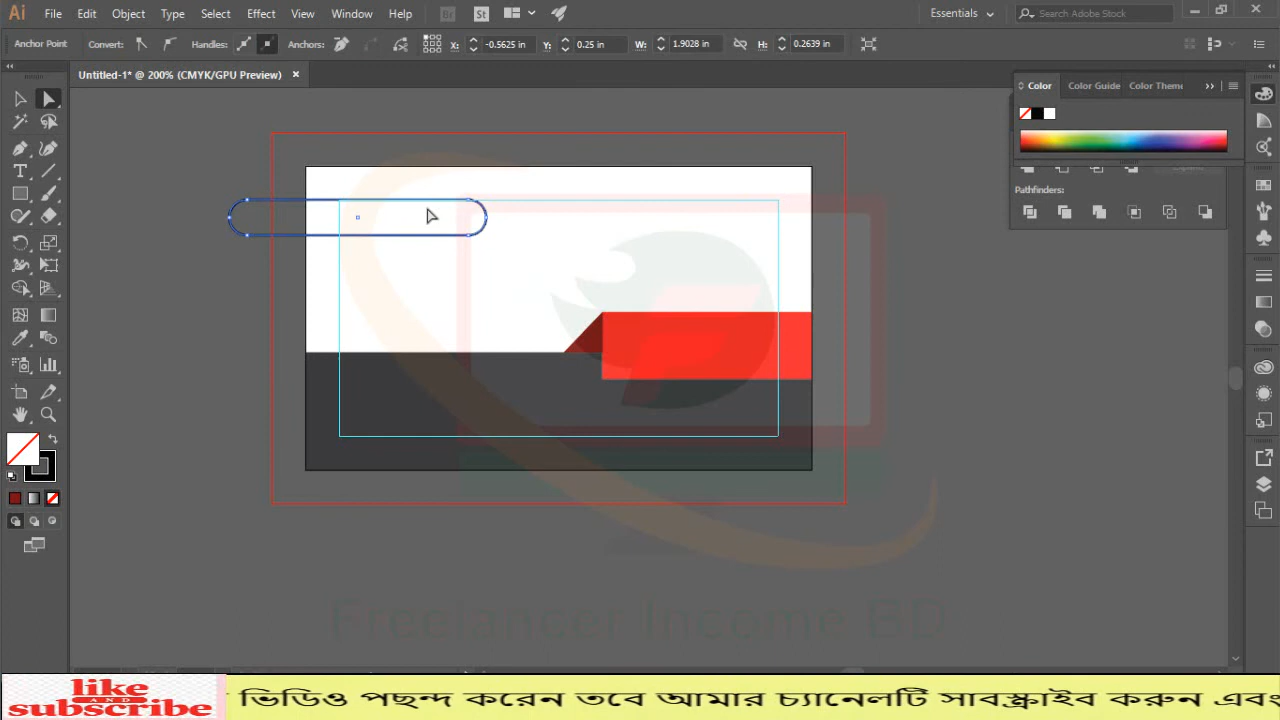 Ai File Edit Object Type Select Effect View Window Help Br St Essentials Search Adobe Stock
Anchor Point Convert: Handles: Anchors: X: -0.5625 in Y: 0.25 in W: 1.9028 in H: 0.2639 in
Untitled-1* @ 200% (CMYK/GPU Preview) ×
Color Color Guide Color Theme
Pathfinders:
Freelancer Income BD
like
AND
subscribe
ভিডিও পছন্দ করেন তবে আমার চ্যানেলটি সাবস্ক্রাইব করুন এবং